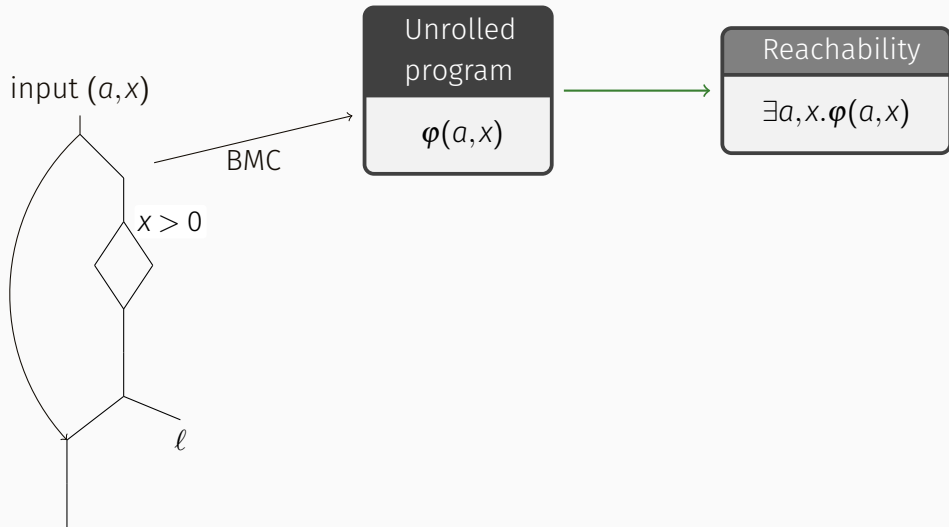 input (a, x)
x > 0
ℓ
BMC
Unrolled
program
φ(a, x)
Reachability
∃a, x.φ(a, x)